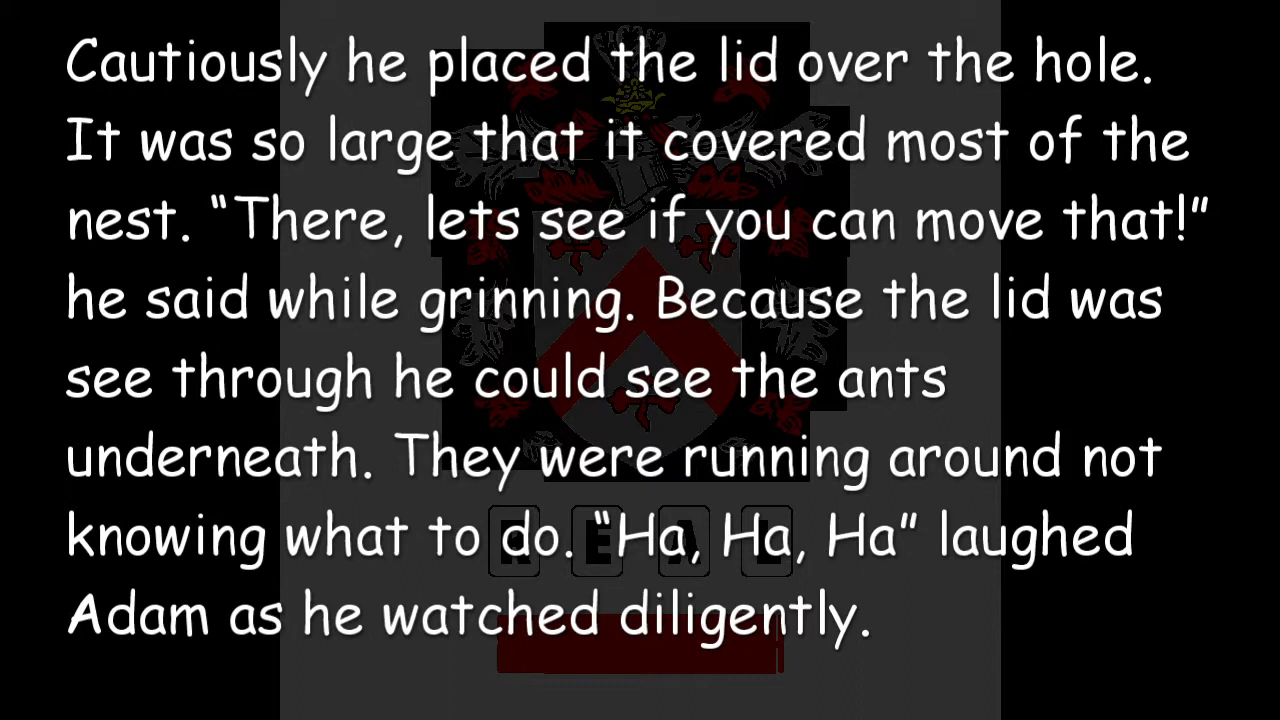 Cautiously he placed the lid over the hole.
It was so large that it covered most of the
nest. “There, lets see if you can move that!”
he said while grinning. Because the lid was
see through he could see the ants
underneath. They were running around not
knowing what to do. “Ha, Ha, Ha” laughed
Adam as he watched diligently.
R E A L